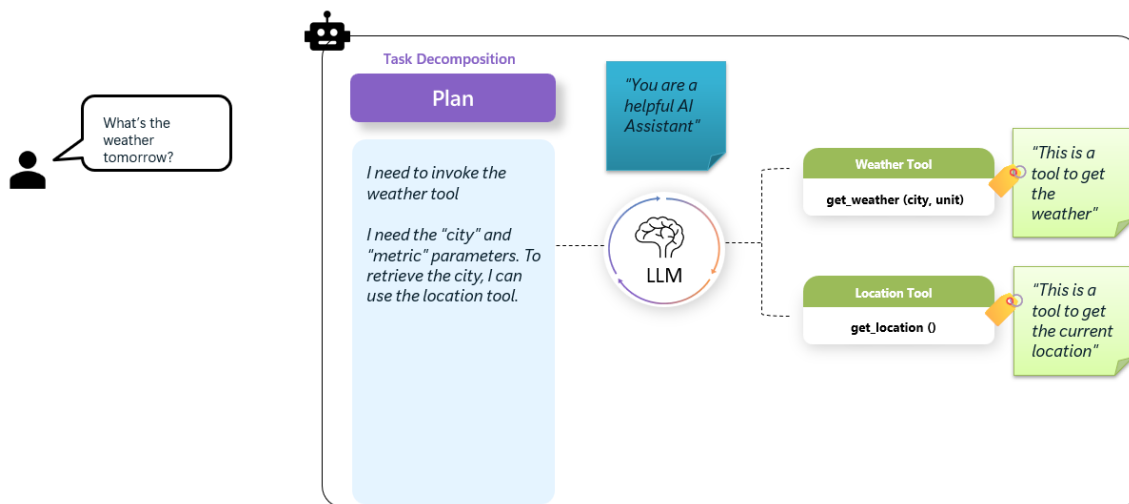 Task Decomposition
Plan
"You are a
helpful AI
Assistant"
What's the
weather
tomorrow?
I need to invoke the
weather tool
I need the "city" and
"metric" parameters. To
retrieve the city, I can
use the location tool.
LLM
Weather Tool
get_weather (city, unit)
"This is a
tool to get
the
weather"
Location Tool
get_location ()
"This is a
tool to get
the current
location"